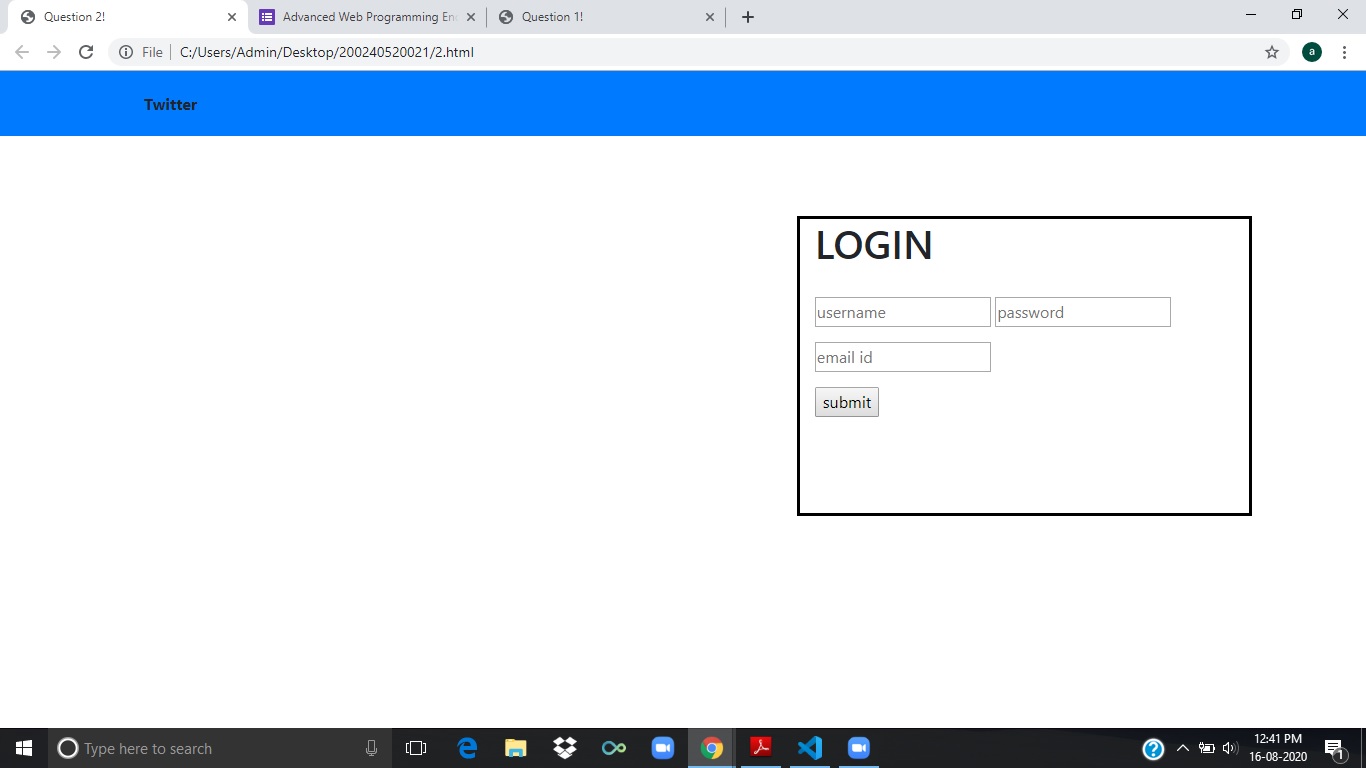 Question 2!
Advanced Web Programming En
Question 1!
File
C:/Users/Admin/Desktop/200240520021/2.html
a
Twitter
LOGIN
username password
email id
submit
Type here to search
12:41 PM
16-08-2020
1